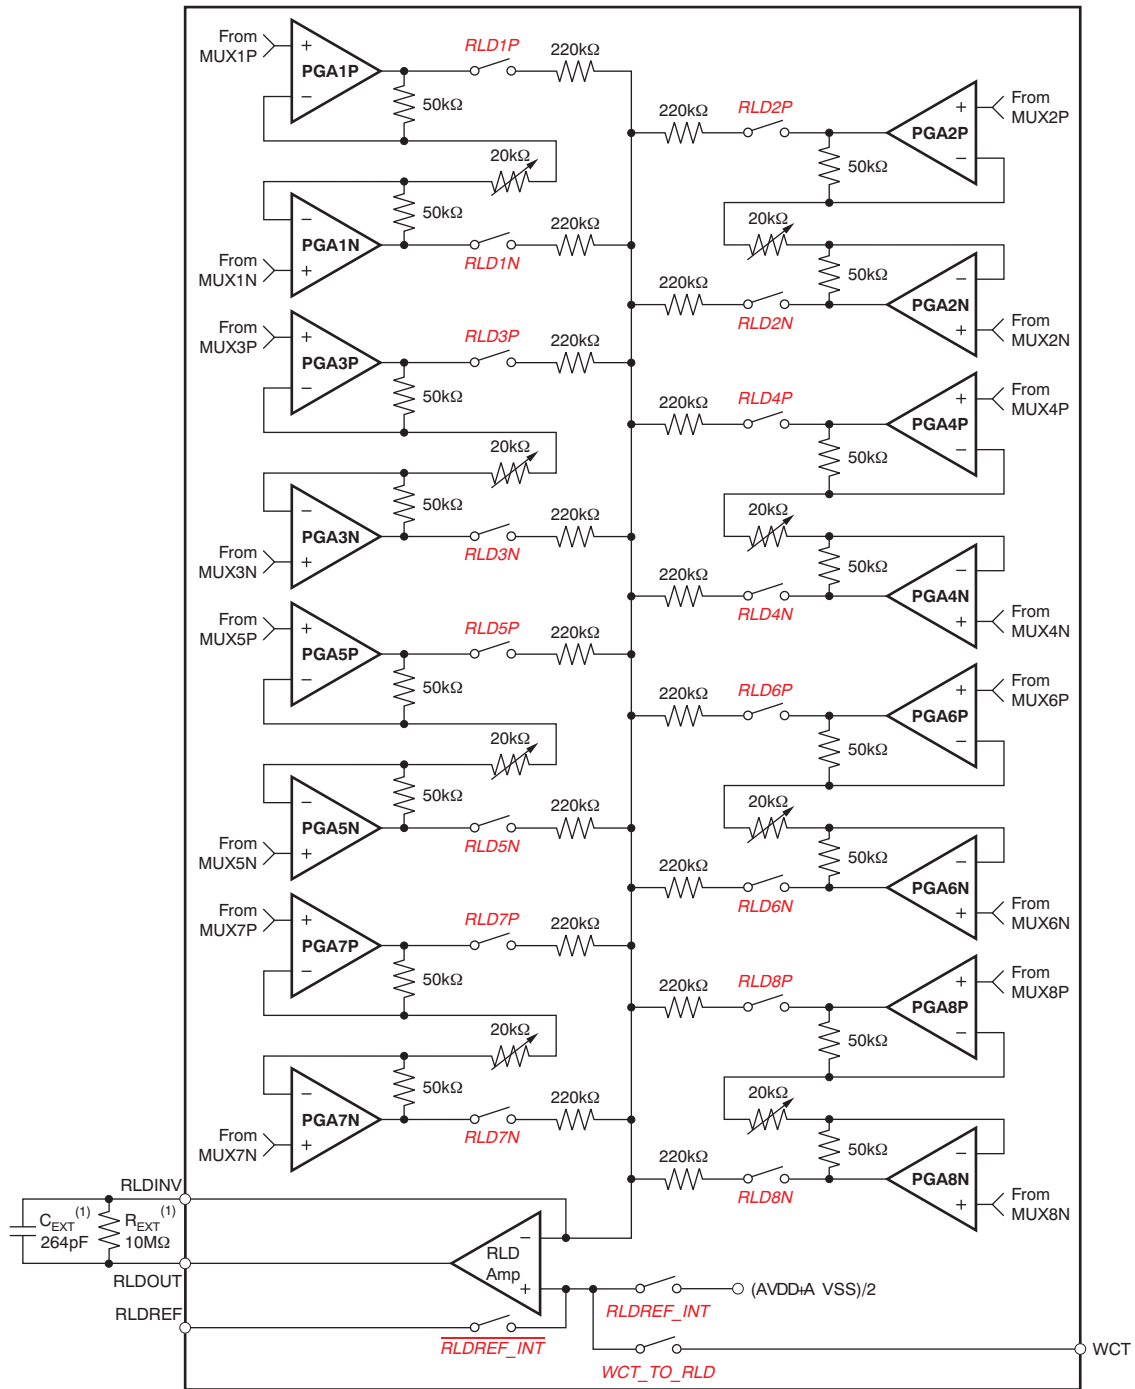 From
MUX1P
+
PGA1P
−
RLD1P
220kΩ
50kΩ
20kΩ
−
PGA1N
+
50kΩ
220kΩ
RLD1N
From
MUX1N
From
MUX2P
+
PGA2P
−
RLD2P
220kΩ
50kΩ
20kΩ
−
PGA2N
+
50kΩ
220kΩ
RLD2N
From
MUX2N
From
MUX3P
+
PGA3P
−
RLD3P
220kΩ
50kΩ
20kΩ
−
PGA3N
+
50kΩ
220kΩ
RLD3N
From
MUX3N
From
MUX4P
+
PGA4P
−
RLD4P
220kΩ
50kΩ
20kΩ
−
PGA4N
+
50kΩ
220kΩ
RLD4N
From
MUX4N
From
MUX5P
+
PGA5P
−
RLD5P
220kΩ
50kΩ
20kΩ
−
PGA5N
+
50kΩ
220kΩ
RLD5N
From
MUX5N
From
MUX6P
+
PGA6P
−
RLD6P
220kΩ
50kΩ
20kΩ
−
PGA6N
+
50kΩ
220kΩ
RLD6N
From
MUX6N
From
MUX7P
+
PGA7P
−
RLD7P
220kΩ
50kΩ
20kΩ
−
PGA7N
+
50kΩ
220kΩ
RLD7N
From
MUX7N
From
MUX8P
+
PGA8P
−
RLD8P
220kΩ
50kΩ
20kΩ
−
PGA8N
+
50kΩ
220kΩ
RLD8N
From
MUX8N
RLDINV
CEXT(1)
264pF
REXT(1)
10MΩ
RLDOUT
RLD
Amp
−
+
RLDREF
RLDREF_INT
RLDREF_INT
(AVDD+A VSS)/2
WCT_TO_RLD
WCT